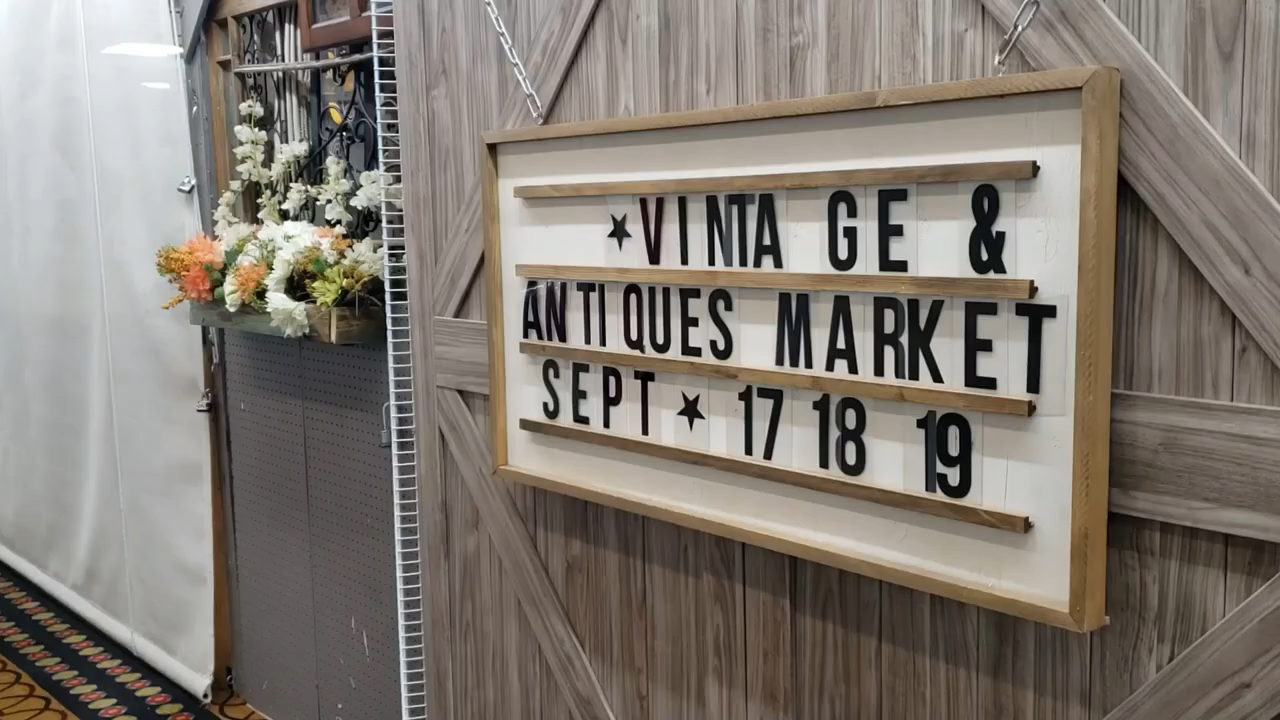 ★VINTAGE &
ANTIQUES MARKET
SEPT ★ 17 18 19